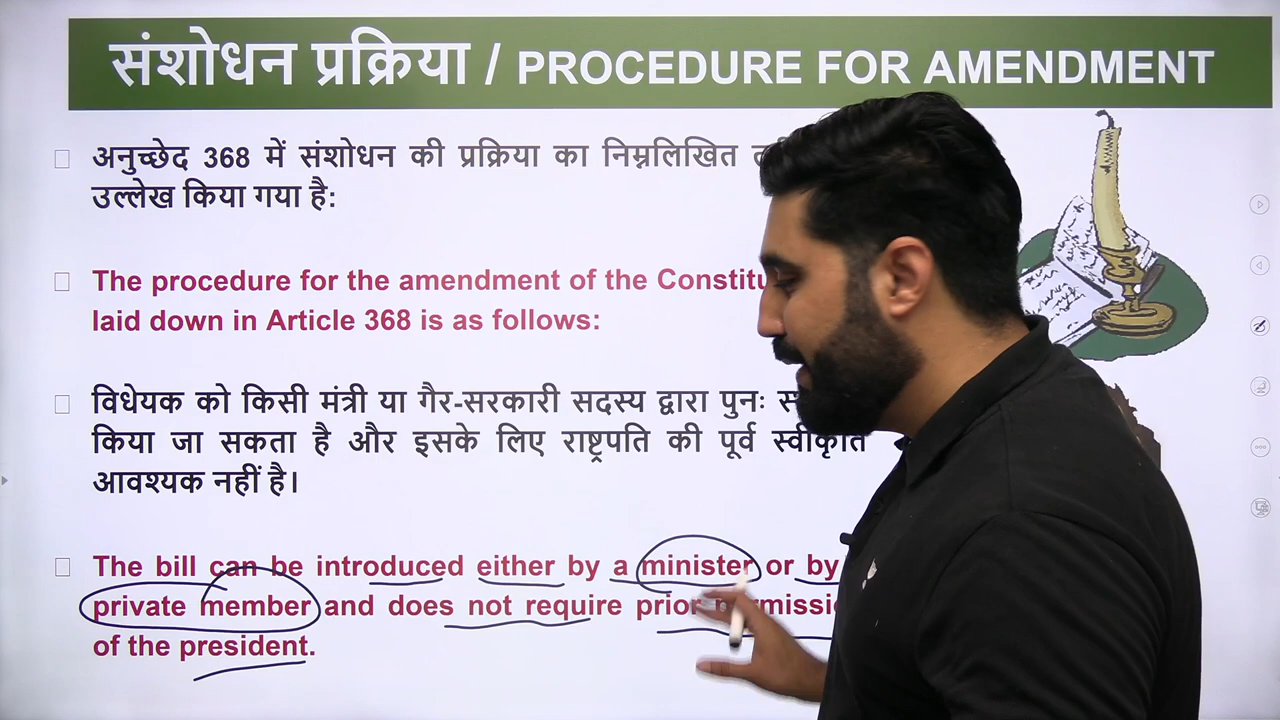 संशोधन प्रक्रिया / PROCEDURE FOR AMENDMENT
अनुच्छेद 368 में संशोधन की प्रक्रिया का निम्नलिखित
उल्लेख किया गया है:
The procedure for the amendment of the
laid down in Article 368 is as follows:
विधेयक को किसी मंत्री या गैर-सरकारी सदस्य द्वारा पुनः
किया जा सकता है और इसके लिए राष्ट्रपति की पूर्व स्वीकृति
आवश्यक नहीं है।
The bill can be introduced either by a minister or by
private member and does not require prior
of the president.